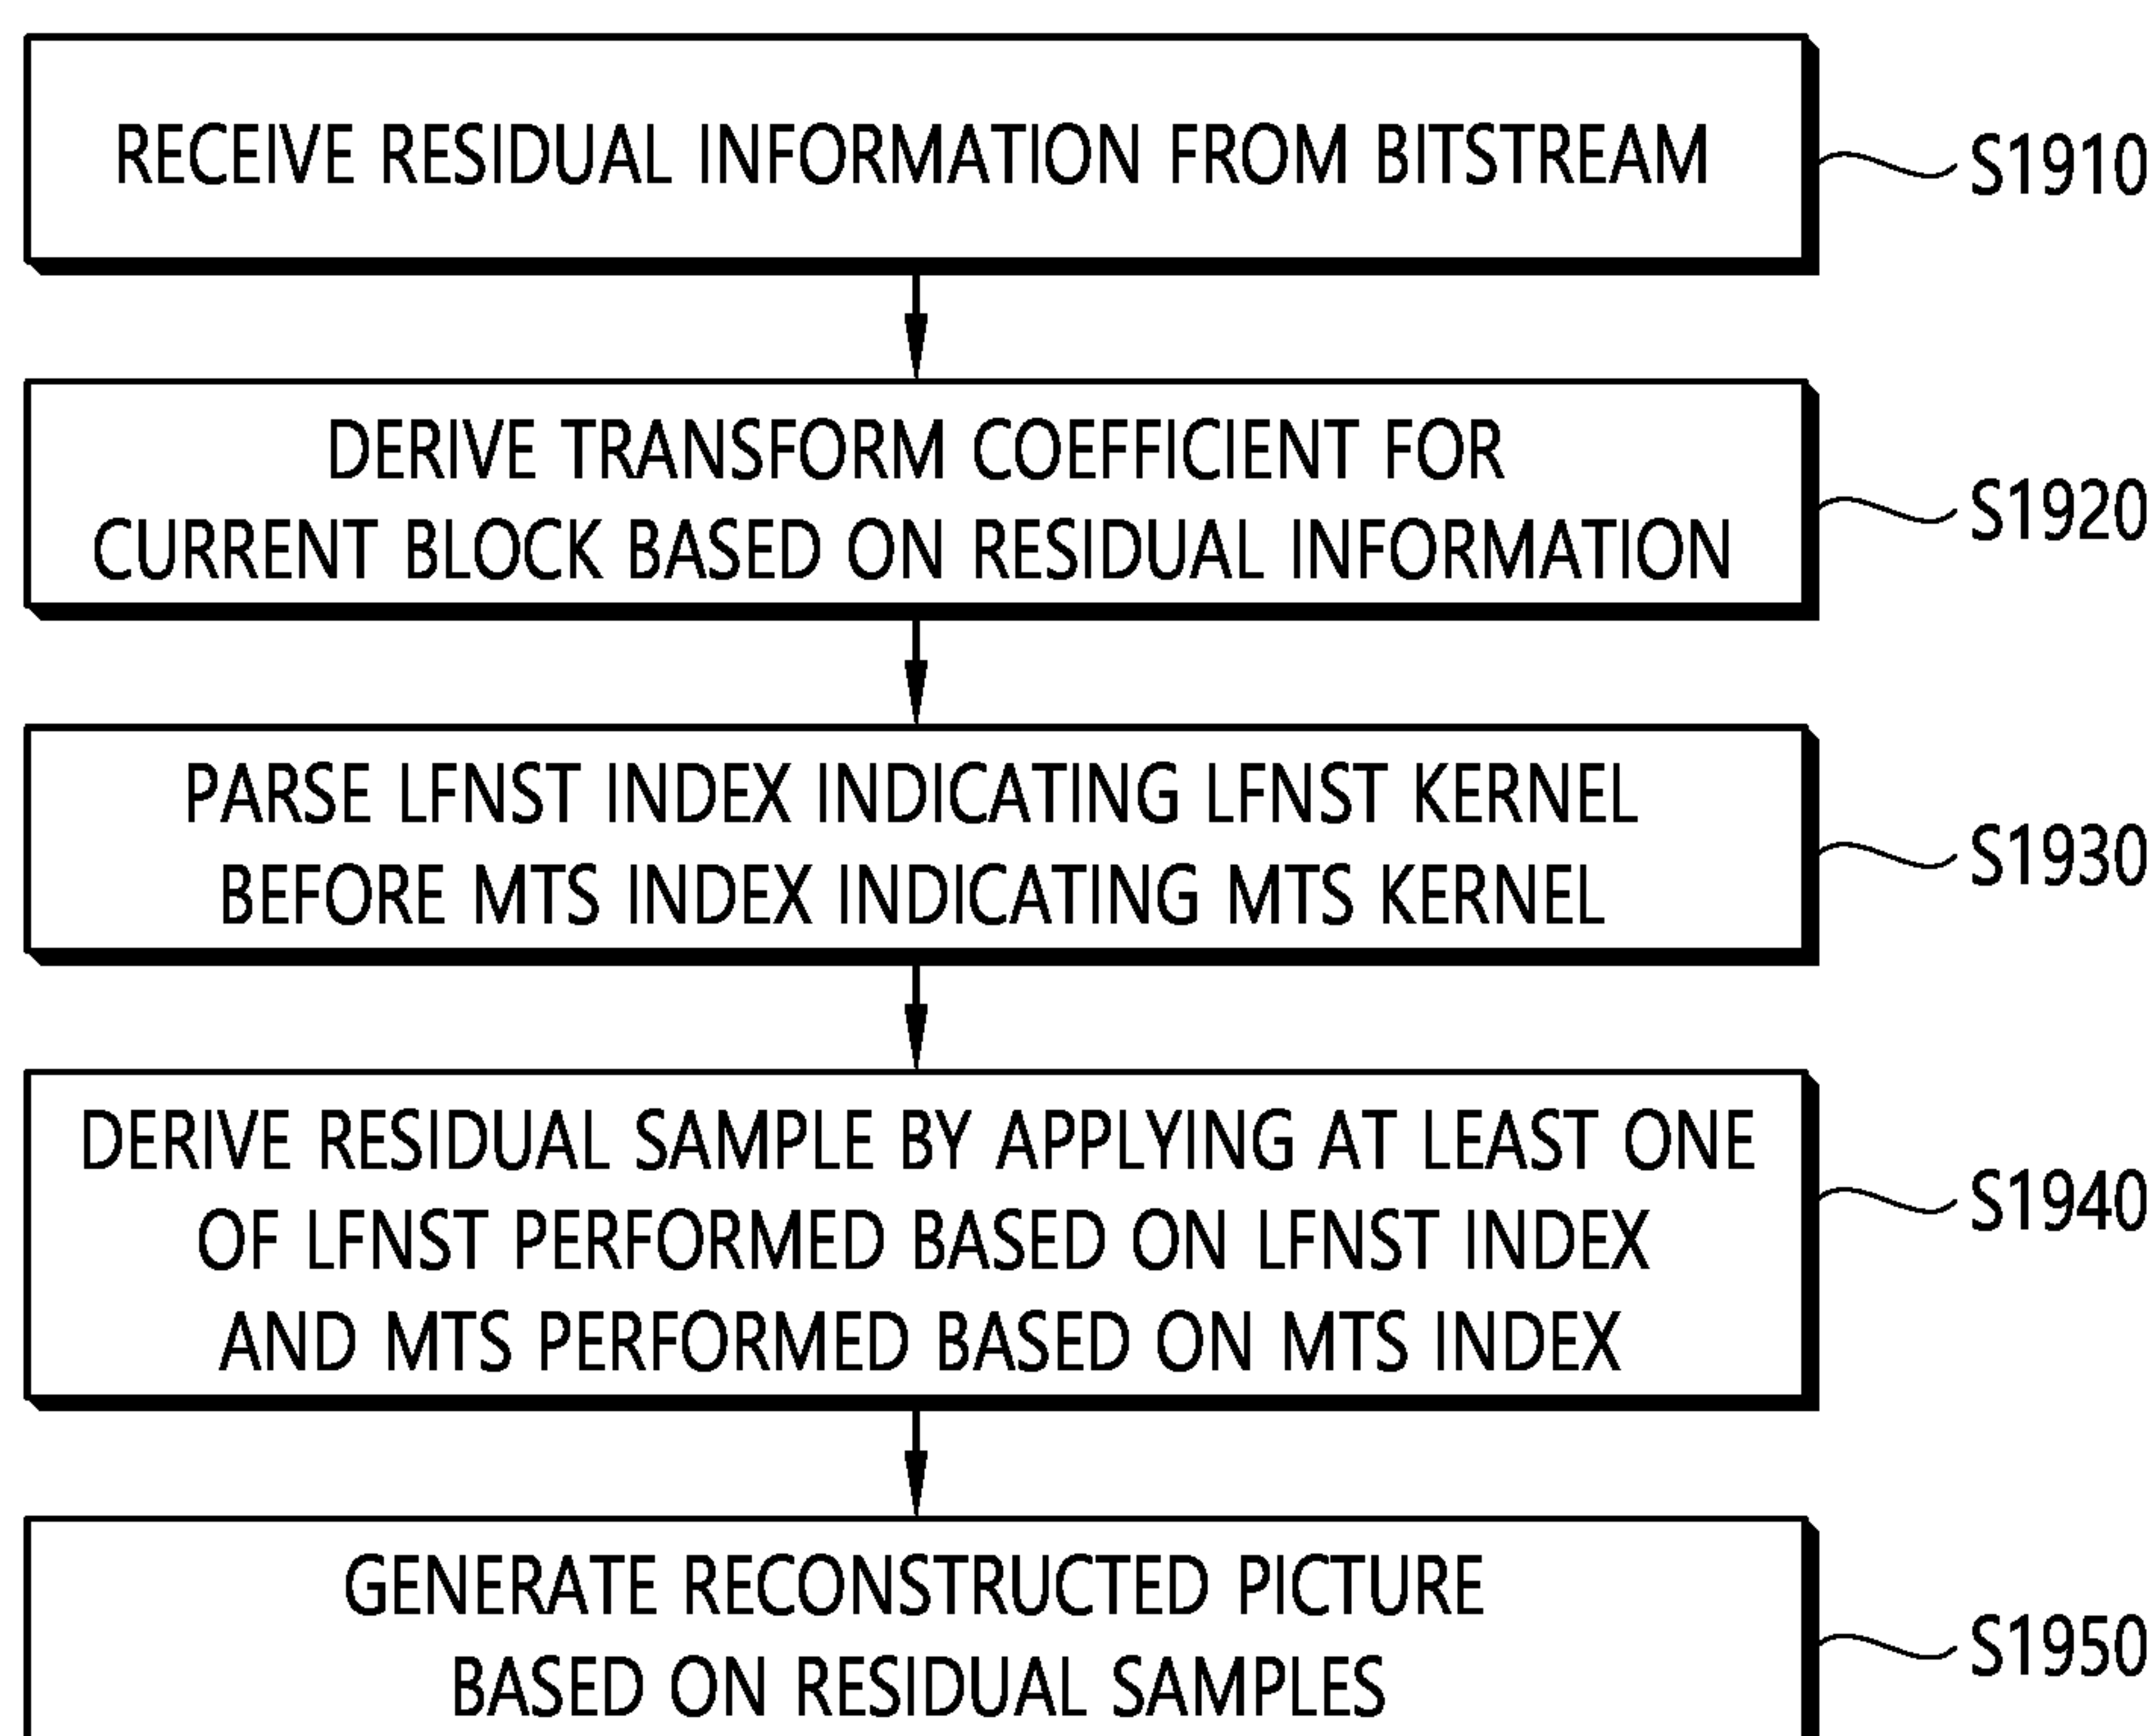 RECEIVE RESIDUAL INFORMATION FROM BITSTREAM
S1910
DERIVE TRANSFORM COEFFICIENT FOR
CURRENT BLOCK BASED ON RESIDUAL INFORMATION
S1920
PARSE LFNST INDEX INDICATING LFNST KERNEL
BEFORE MTS INDEX INDICATING MTS KERNEL
S1930
DERIVE RESIDUAL SAMPLE BY APPLYING AT LEAST ONE
OF LFNST PERFORMED BASED ON LFNST INDEX
AND MTS PERFORMED BASED ON MTS INDEX
S1940
GENERATE RECONSTRUCTED PICTURE
BASED ON RESIDUAL SAMPLES
S1950